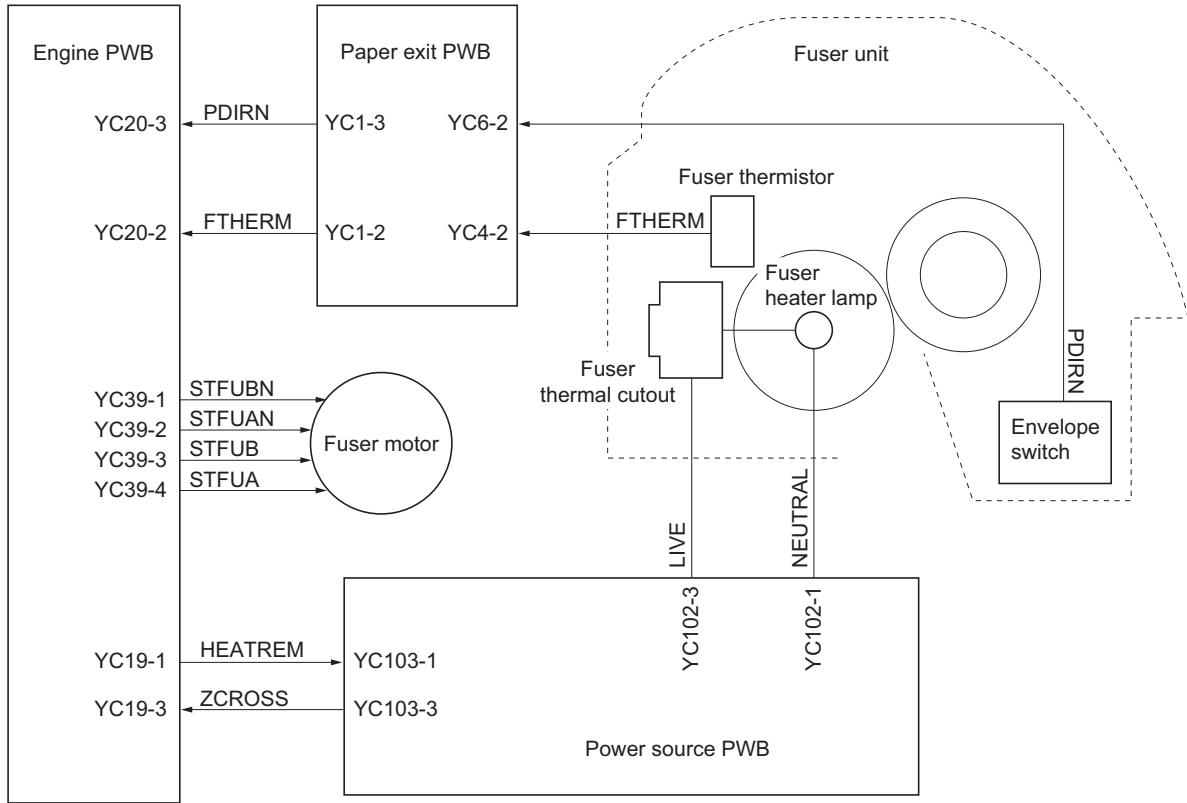 Engine PWB
Paper exit PWB
Fuser unit
YC20-3
PDIRN
YC1-3
YC6-2
Fuser thermistor
YC20-2
FTHERM
YC1-2
YC4-2
FTHERM
Fuser
heater lamp
PDIRN
Fuser
thermal cutout
YC39-1
STFUBN
YC39-2
STFUAN
YC39-3
STFUB
YC39-4
STFUA
Fuser motor
Envelope
switch
LIVE
NEUTRAL
YC102-3
YC102-1
YC19-1
HEATREM
YC103-1
YC19-3
ZCROSS
YC103-3
Power source PWB